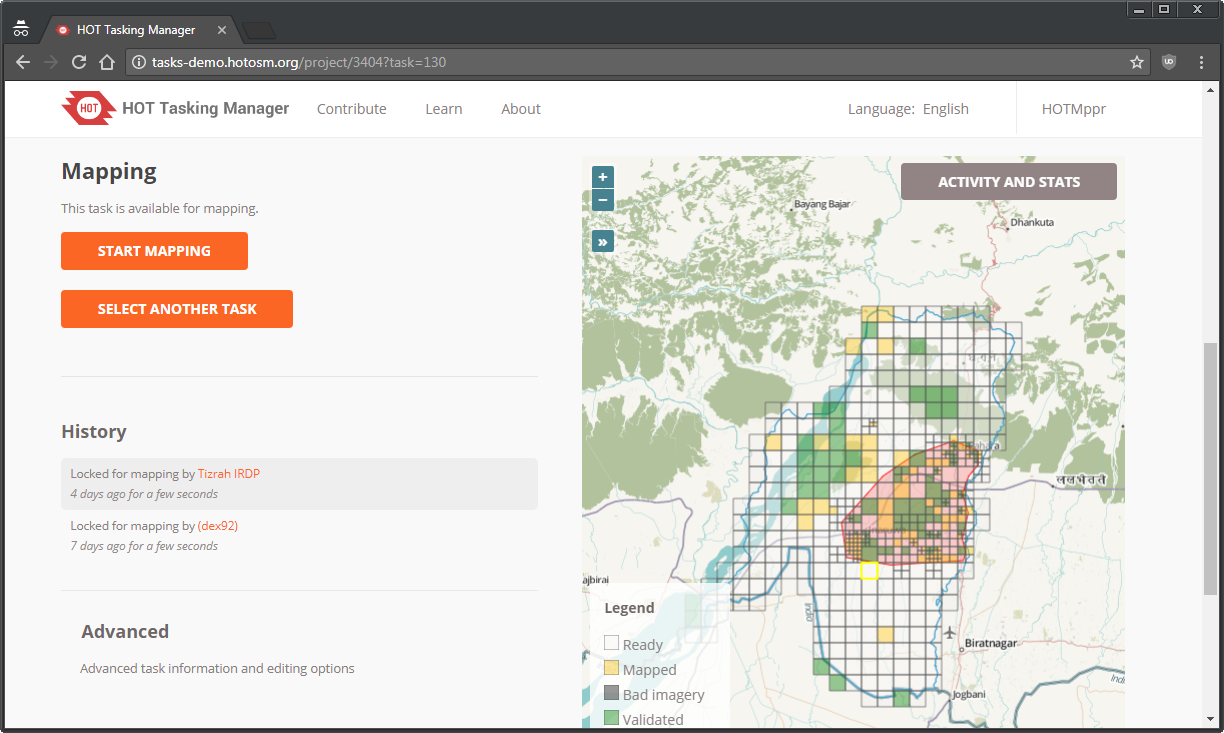 HOT Tasking Manager
tasks-demo.hotosm.org/project/3404?task=130
HOT
HOT Tasking Manager
Contribute
Learn
About
Language: English
HOTMppr
Mapping
This task is available for mapping.
START MAPPING
SELECT ANOTHER TASK
History
Locked for mapping by Tizrah IRDP
4 days ago for a few seconds
Locked for mapping by (dex92)
7 days ago for a few seconds
Advanced
Advanced task information and editing options
+
−
»
ACTIVITY AND STATS
Bayang Bajar
Dhankuta
Biratnagar
Jogbani
Legend
Ready
Mapped
Bad imagery
Validated